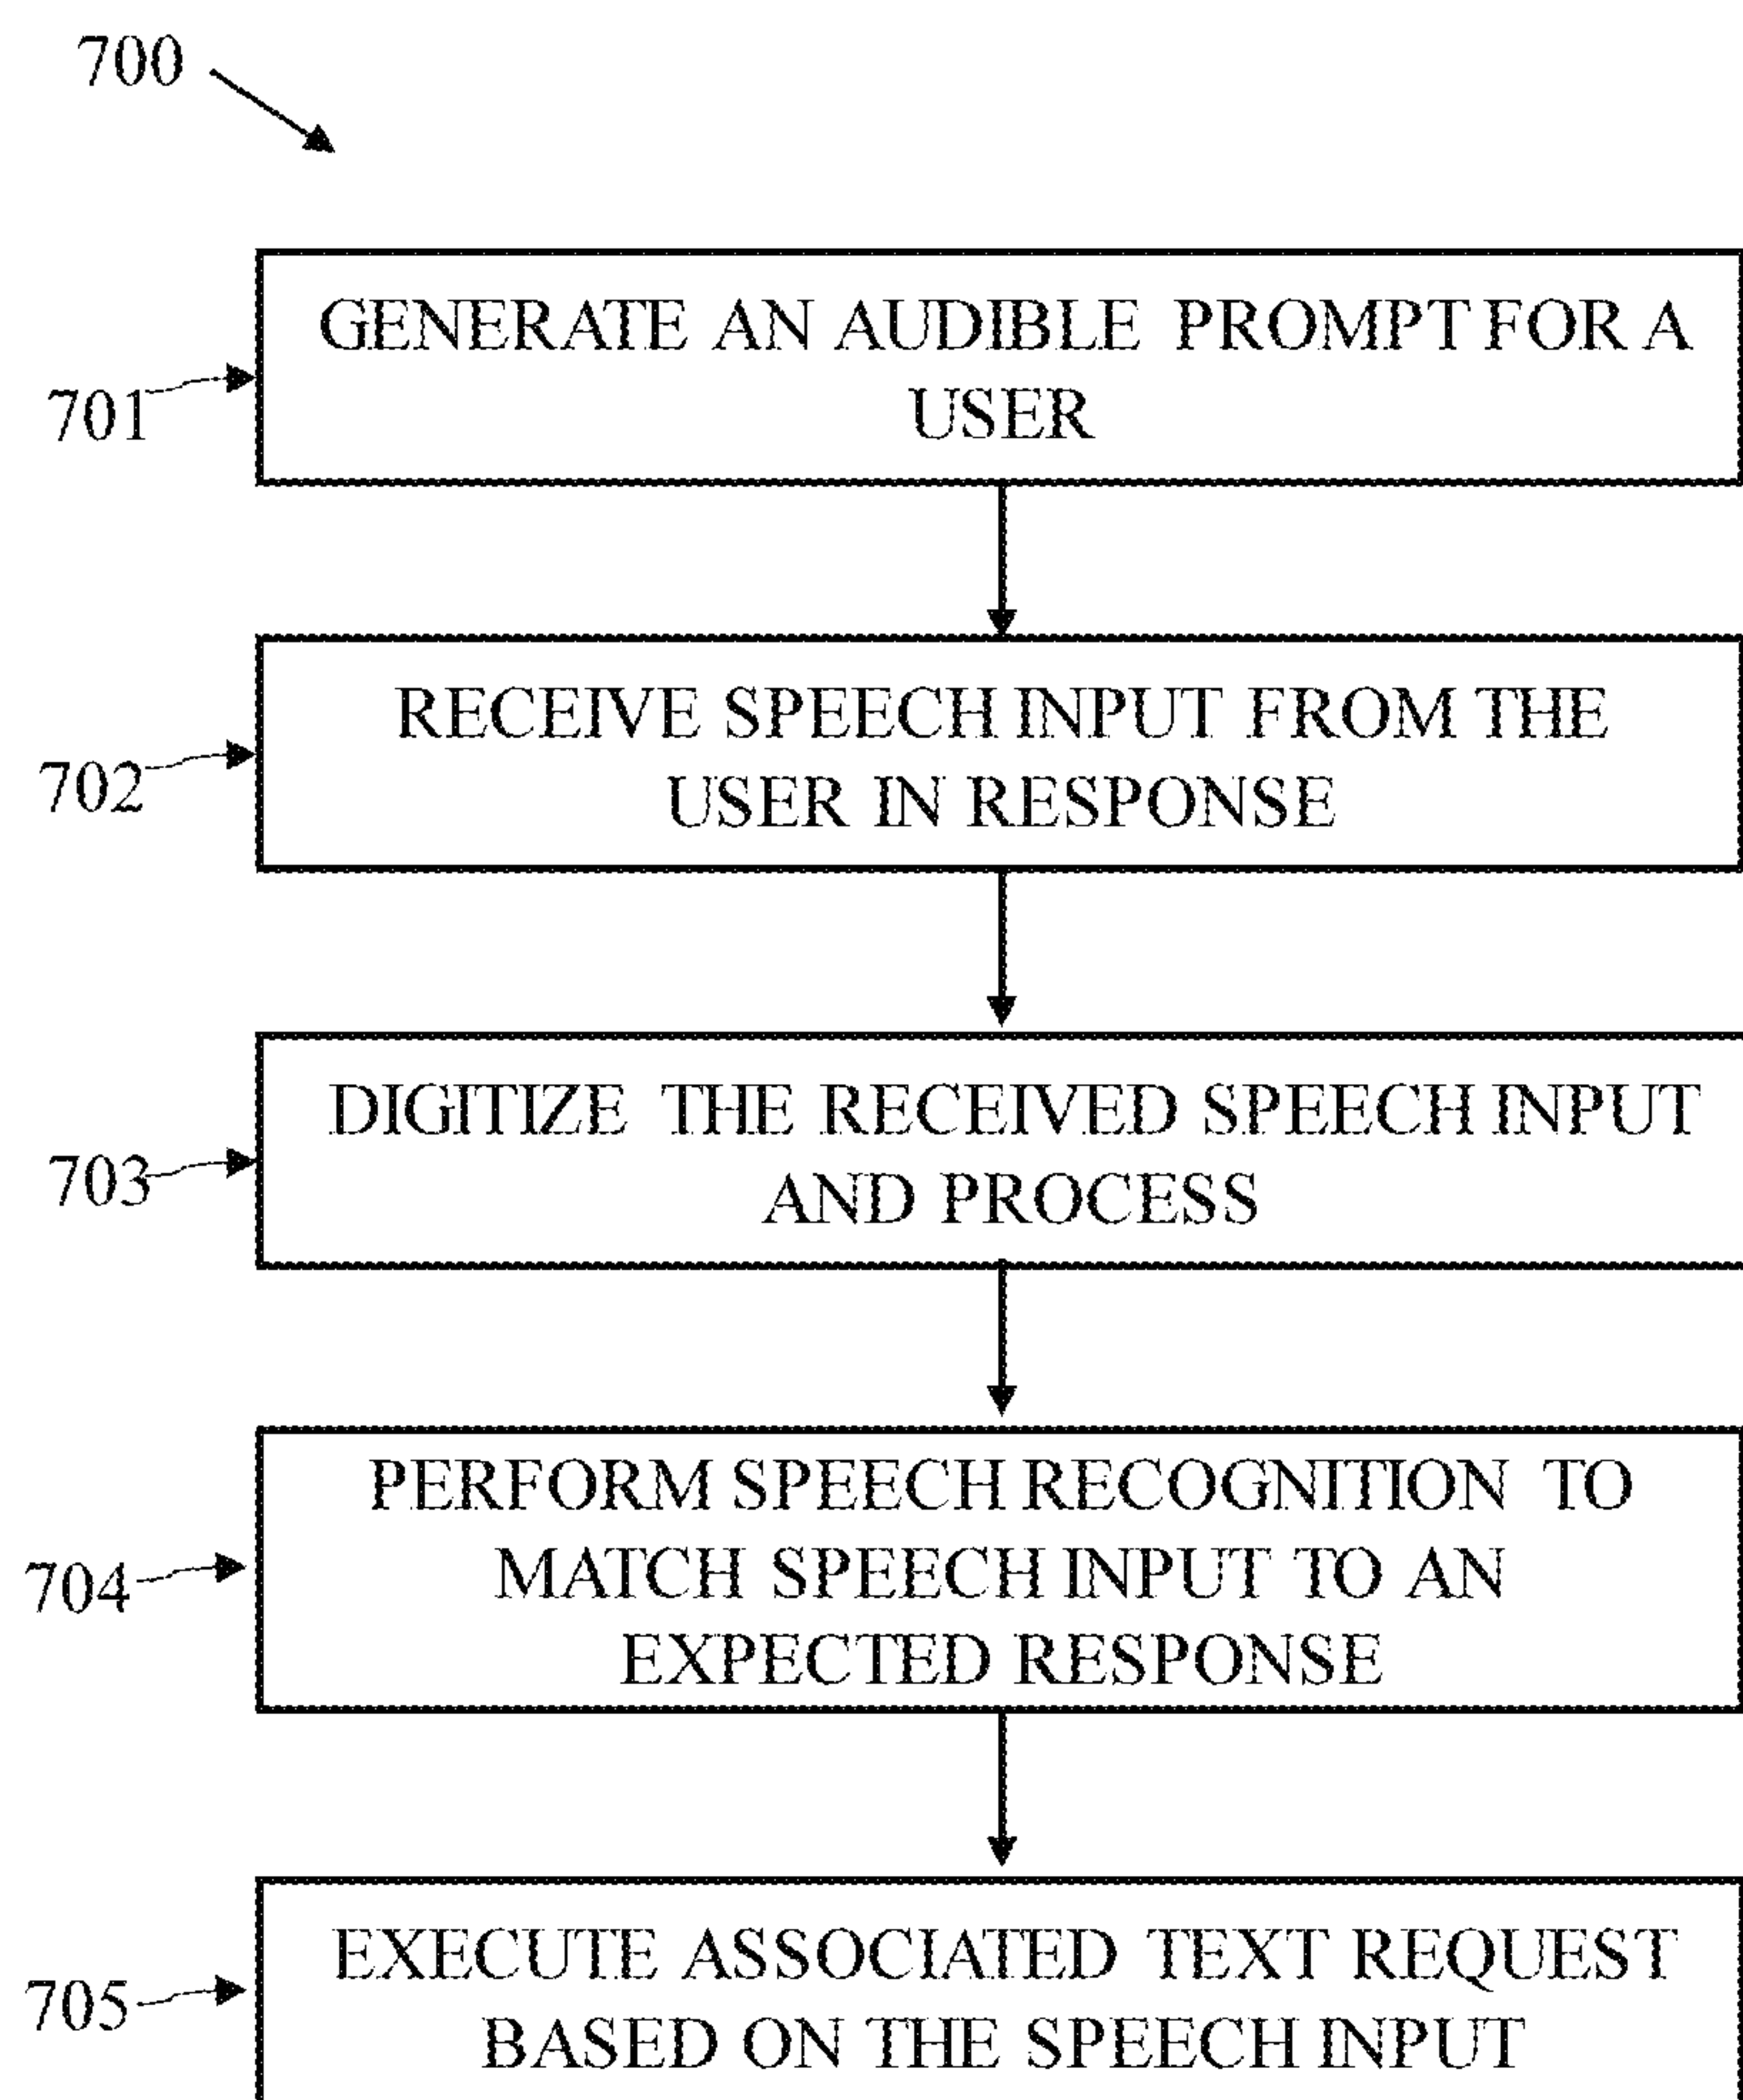 700
GENERATE AN AUDIBLE PROMPT FOR A
USER
701
RECEIVE SPEECH INPUT FROM THE
USER IN RESPONSE
702
DIGITIZE THE RECEIVED SPEECH INPUT
AND PROCESS
703
PERFORM SPEECH RECOGNITION TO
MATCH SPEECH INPUT TO AN
EXPECTED RESPONSE
704
EXECUTE ASSOCIATED TEXT REQUEST
BASED ON THE SPEECH INPUT
705